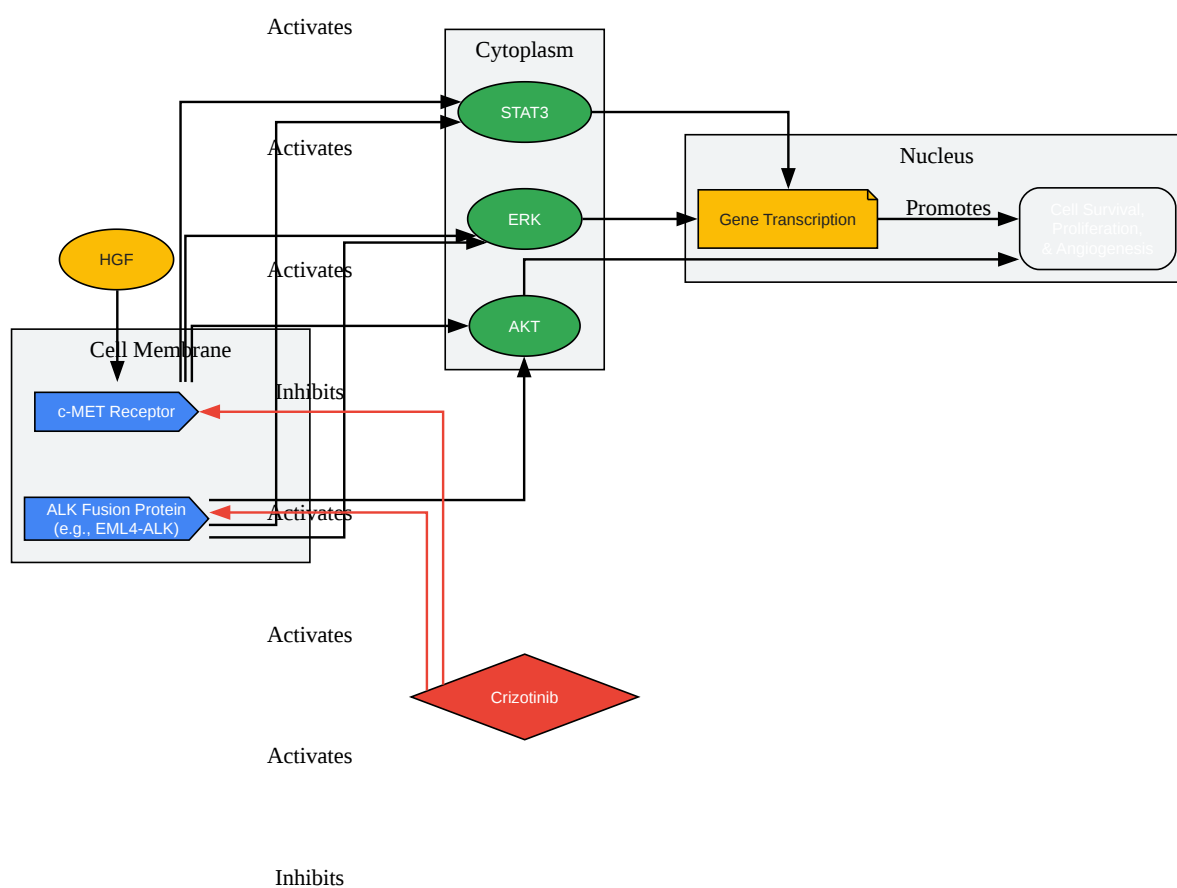 Activates
Cytoplasm
STAT3
Activates
Nucleus
ERK
Gene Transcription
Promotes
Cell Survival,
Proliferation,
& Angiogenesis
HGF
Activates
AKT
Cell Membrane
Inhibits
c-MET Receptor
ALK Fusion Protein
(e.g., EML4-ALK)
Activates
Activates
Crizotinib
Activates
Inhibits